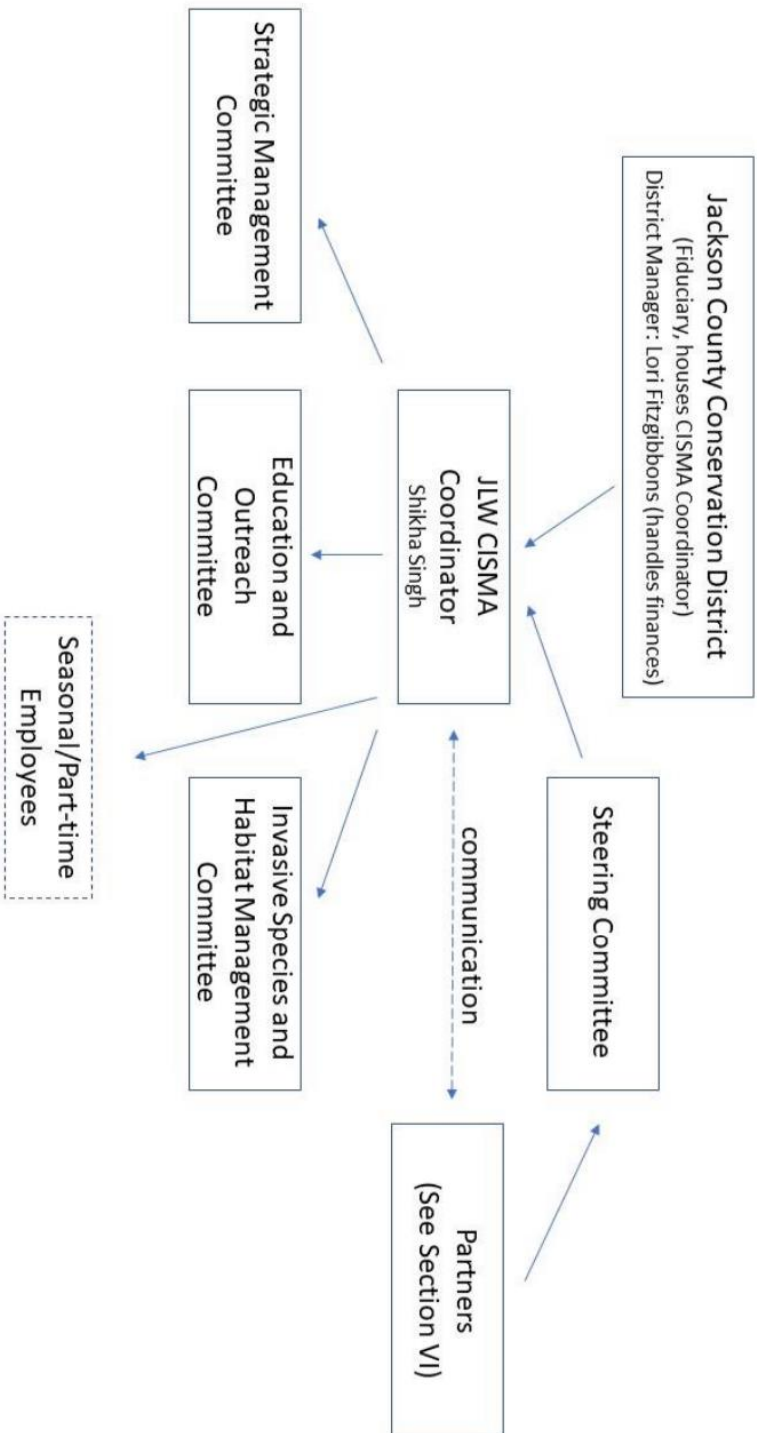 Jackson County Conservation District
(Fiduciary, houses CISMA Coordinator)
District Manager: Lori Fitzgibbons (handles finances)
Steering Committee
JLW CISMA
Coordinator
Shikha Singh
communication
Partners
(See Section VI)
Strategic Management
Committee
Education and
Outreach
Committee
Invasive Species and
Habitat Management
Committee
Seasonal/Part-time
Employees